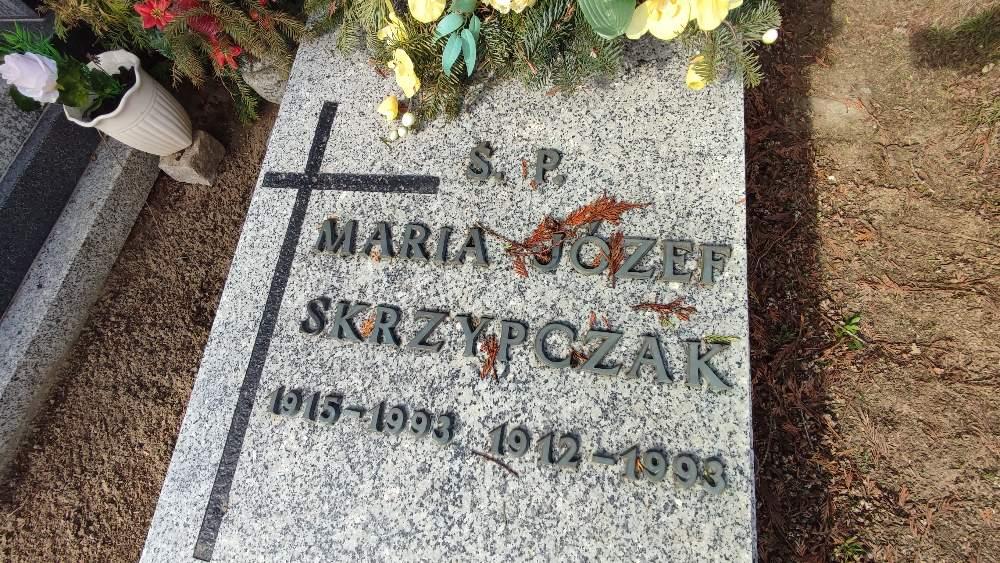 Ś. P.
MARIA JÓZEF
SKRZYPCZAK
1915-1993 1912-1993